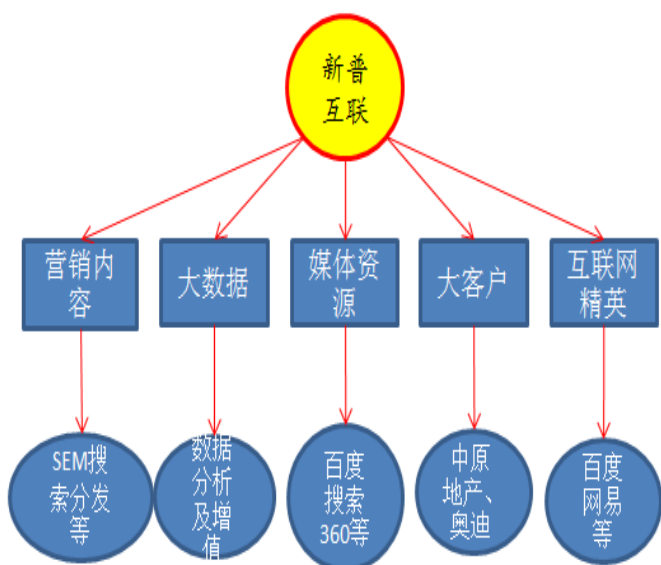 新普
互联
营销内
容
大数据
媒体资
源
大客户
互联网
精英
SEM搜
索分发
等
数据
分析
及增
值
百度
搜索
360等
中原
地产、
奥迪
百度
网易
等